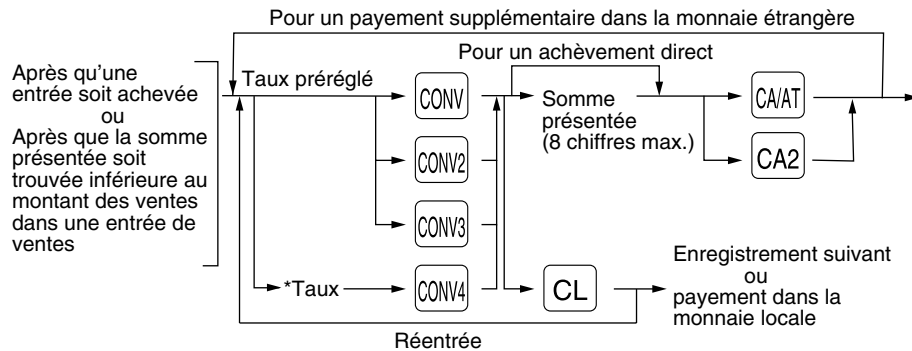 Pour un payement supplémentaire dans la monnaie étrangère
Pour un achèvement direct
Après qu'une
entrée soit achevée
ou
Après que la somme
présentée soit
trouvée inférieure au
montant des ventes
dans une entrée de
ventes
Taux préréglé
CONV
CONV2
CONV3
*Taux
CONV4
Somme
présentée
(8 chiffres max.)
CA/AT
CA2
CL
Enregistrement suivant
ou
payement dans la
monnaie locale
Réentrée